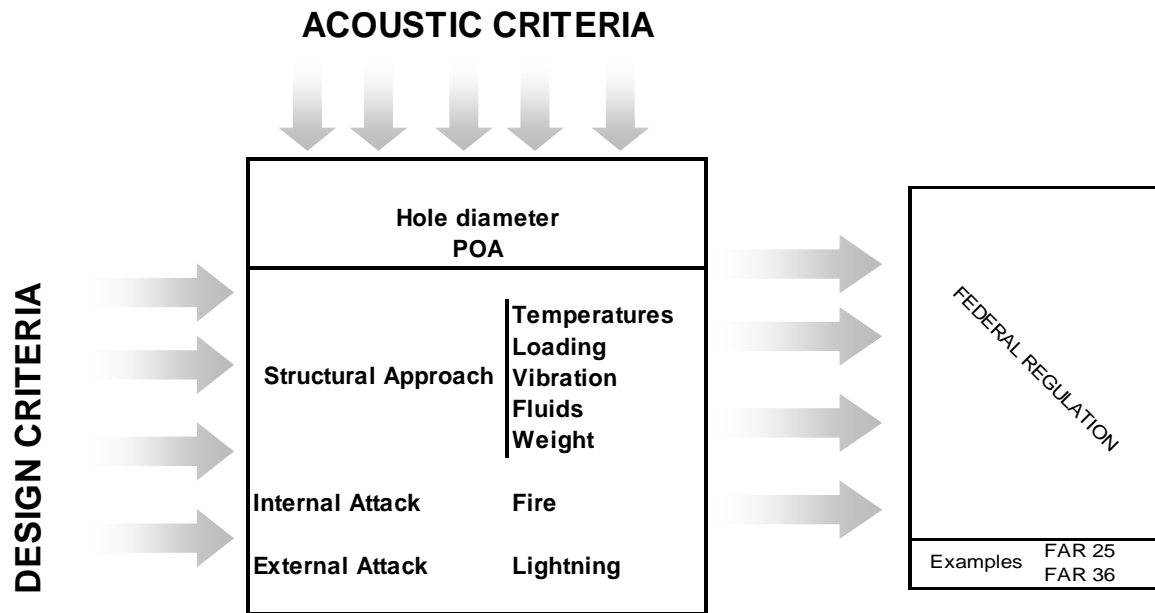 ACOUSTIC CRITERIA
DESIGN CRITERIA
Hole diameter
POA
Structural Approach
Temperatures
Loading
Vibration
Fluids
Weight
Internal Attack Fire
External Attack Lightning
FEDERAL REGULATION
Examples FAR 25
FAR 36